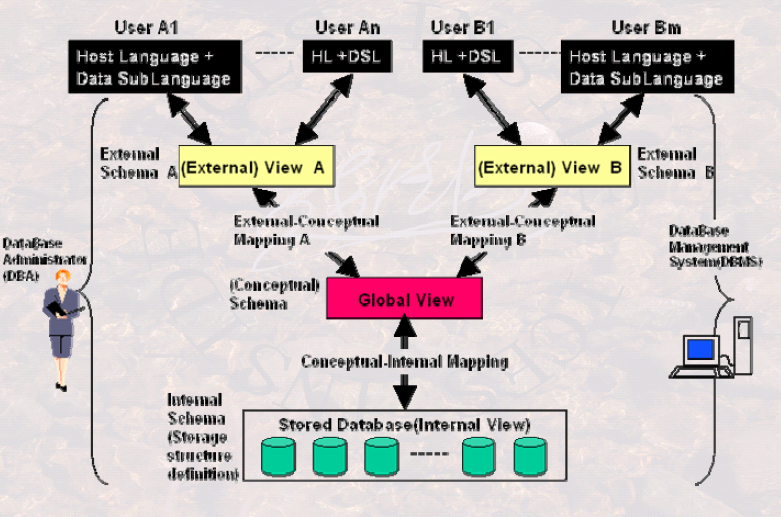 User A1
User An
User B1
User Bm
Host Language +
Data SubLanguage
HL +DSL
HL +DSL
Host Language +
Data SubLanguage
External
Schema A
(External) View A
(External) View B
External
Schema B
External-Conceptual
Mapping A
External-Conceptual
Mapping B
DataBase
Administrator
(DBA)
DataBase
Management
System(DBMS)
(Conceptual)
Schema
Global View
Conceptual-Internal Mapping
Internal
Schema
(Storage
structure
definition)
Stored Database(Internal View)